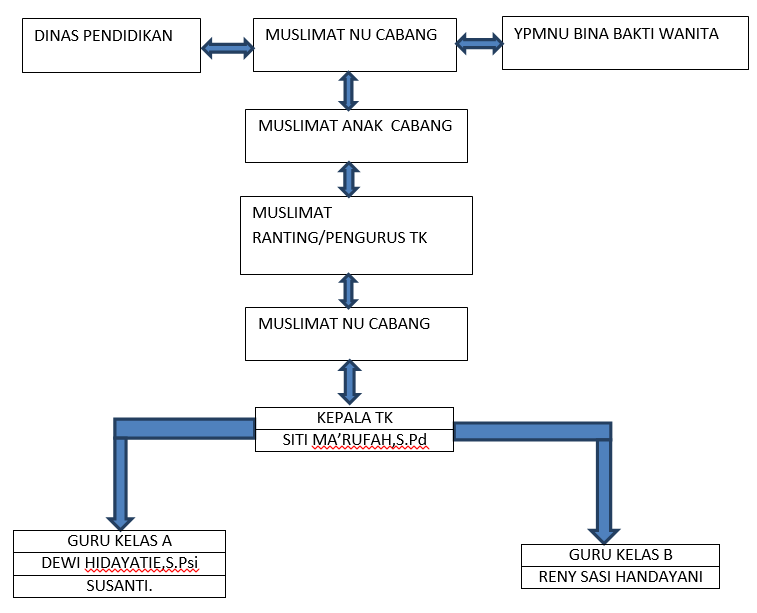 DINAS PENDIDIKAN
MUSLIMAT NU CABANG
YPMNU BINA BAKTI WANITA
MUSLIMAT ANAK  CABANG
MUSLIMAT
RANTING/PENGURUS TK
MUSLIMAT NU CABANG
KEPALA TK
SITI MA’RUFAH,S.Pd
GURU KELAS A
DEWI HIDAYATIE,S.Psi
SUSANTI.
GURU KELAS B
RENY SASI HANDAYANI